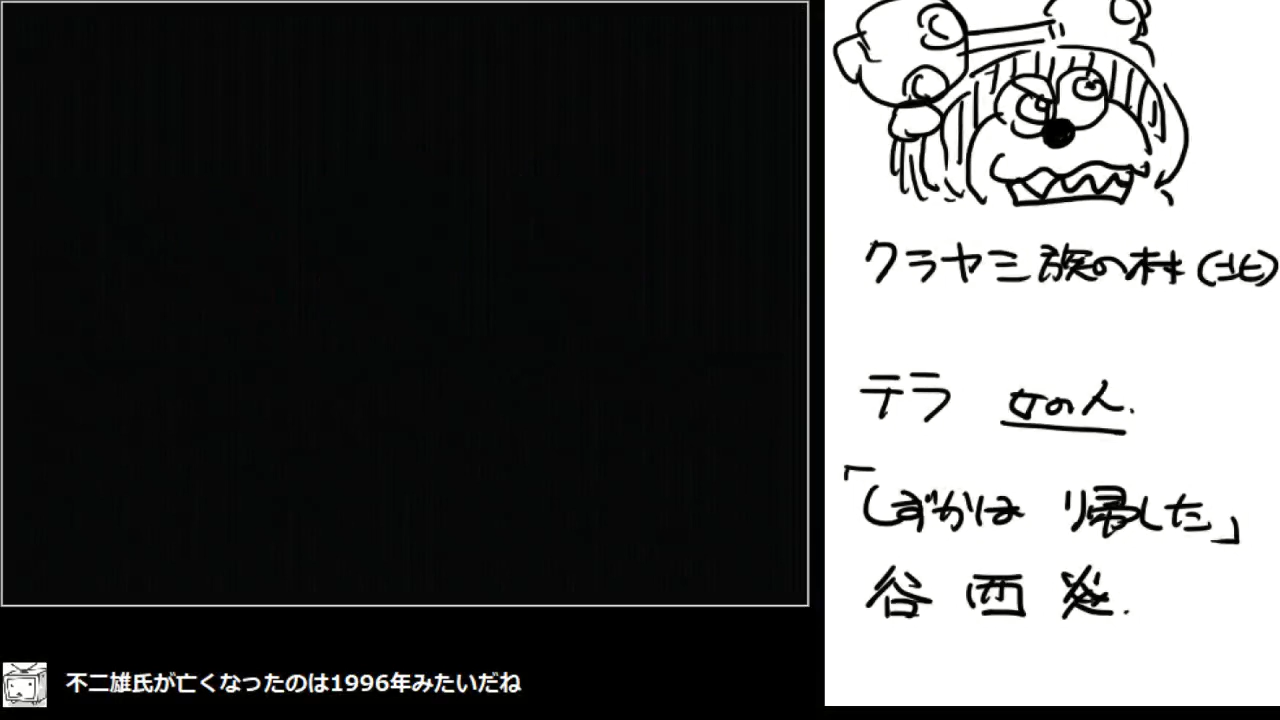 クラヤミ族の村(北)
テラ 女の人.
「しずかは リ帰した」
谷 西
不二雄氏が亡くなったのは1996年みたいだね